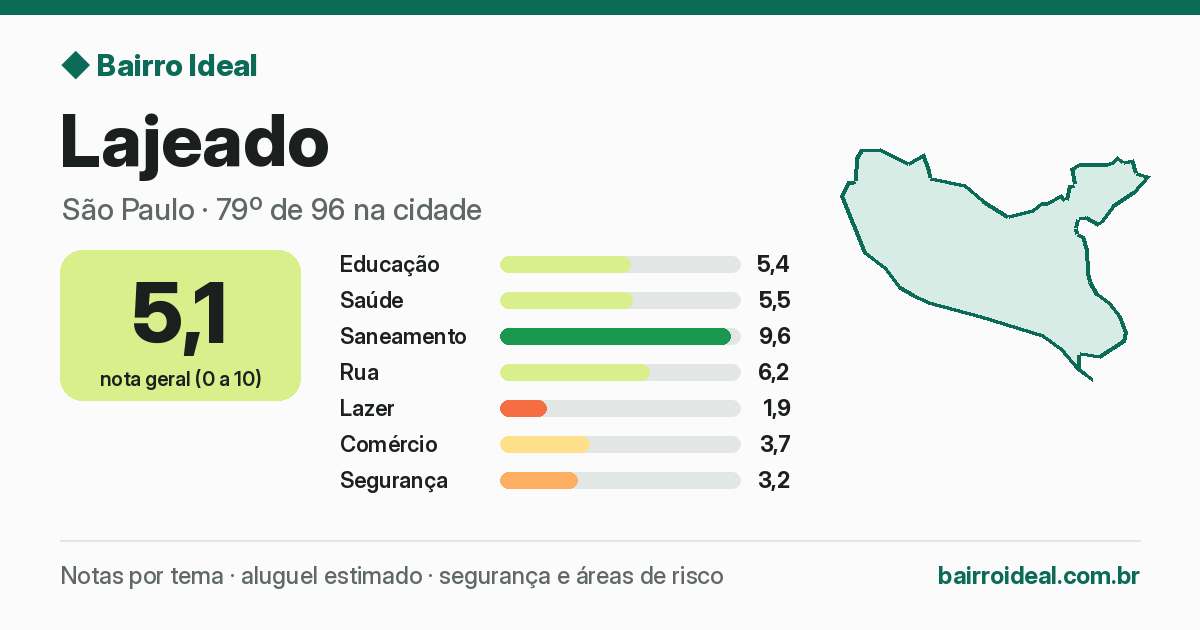 Bairro Ideal
Lajeado
São Paulo · 79º de 96 na cidade
5,1
nota geral (0 a 10)
Educação 5,4
Saúde 5,5
Saneamento 9,6
Rua 6,2
Lazer 1,9
Comércio 3,7
Segurança 3,2
Notas por tema · aluguel estimado · segurança e áreas de risco
bairroideal.com.br